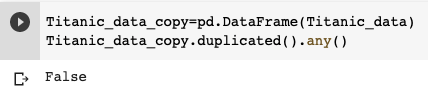 Titanic_data_copy=pd.DataFrame(Titanic_data)
Titanic_data_copy.duplicated().any()
False